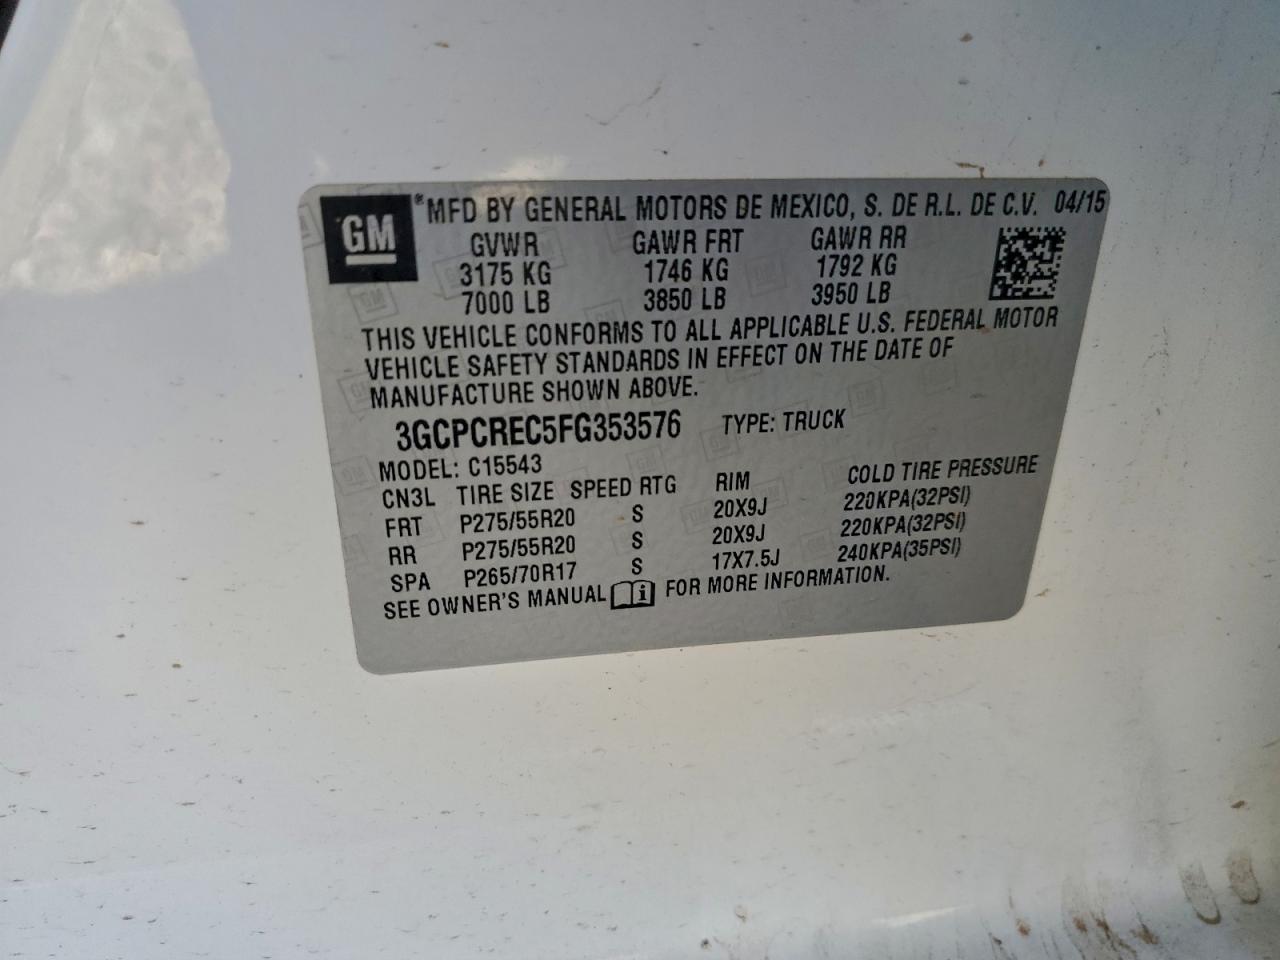 GM ® MFD BY GENERAL MOTORS DE MEXICO, S. DE R.L. DE C.V. 04/15
GVWR GAWR FRT GAWR RR
3175 KG 1746 KG 1792 KG
7000 LB 3850 LB 3950 LB
THIS VEHICLE CONFORMS TO ALL APPLICABLE U.S. FEDERAL MOTOR
VEHICLE SAFETY STANDARDS IN EFFECT ON THE DATE OF
MANUFACTURE SHOWN ABOVE.
3GCPCREC5FG353576 TYPE: TRUCK
MODEL: C15543
CN3L TIRE SIZE SPEED RTG RIM COLD TIRE PRESSURE
FRT P275/55R20 S 20X9J 220KPA(32PSI)
RR P275/55R20 S 20X9J 220KPA(32PSI)
SPA P265/70R17 S 17X7.5J 240KPA(35PSI)
SEE OWNER'S MANUAL i FOR MORE INFORMATION.